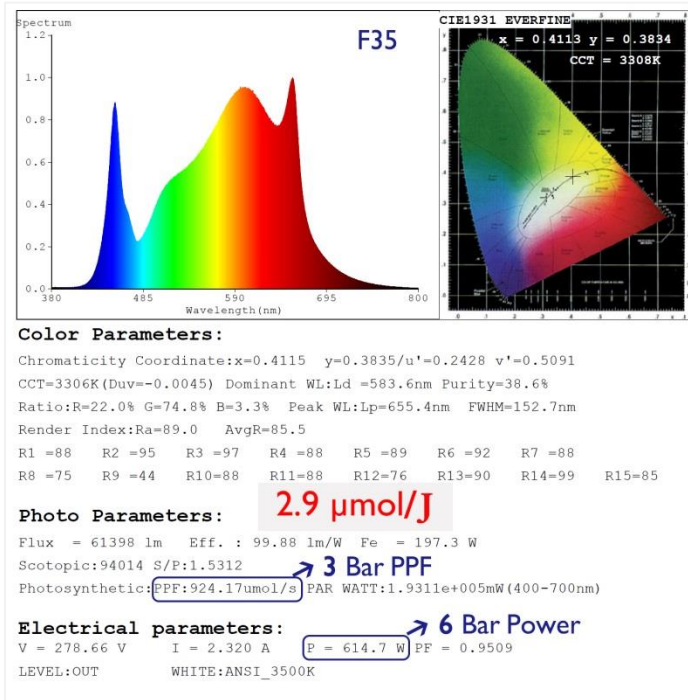 Spectrum
F35
1.2
1.0
0.8
0.6
0.4
0.2
0.0
380 485 590 695 800
Wavelength(nm)
CIE1931 EVERFINE
x = 0.4113 y = 0.3834
CCT = 3308K
Color Parameters:
Chromaticity Coordinate:x=0.4115 y=0.3835/u'=0.2428 v'=0.5091
CCT=3306K(Duv=-0.0045) Dominant WL:Ld =583.6nm Purity=38.6%
Ratio:R=22.0% G=74.8% B=3.3% Peak WL:Lp=655.4nm FWHM=152.7nm
Render Index:Ra=89.0 AvgR=85.5
R1 =88 R2 =95 R3 =97 R4 =88 R5 =89 R6 =92 R7 =88
R8 =75 R9 =44 R10=88 R11=88 R12=76 R13=90 R14=99 R15=85
2.9 μmol/J
Photo Parameters:
Flux = 61398 lm Eff. : 99.88 lm/W Fe = 197.3 W
Scotopic:94014 S/P:1.5312
3 Bar PPF
Photosynthetic:PPF:924.17umol/s PAR WATT:1.9311e+005mW(400-700nm)
Electrical parameters:
6 Bar Power
V = 278.66 V I = 2.320 A P = 614.7 W PF = 0.9509
LEVEL:OUT WHITE:ANSI_3500K